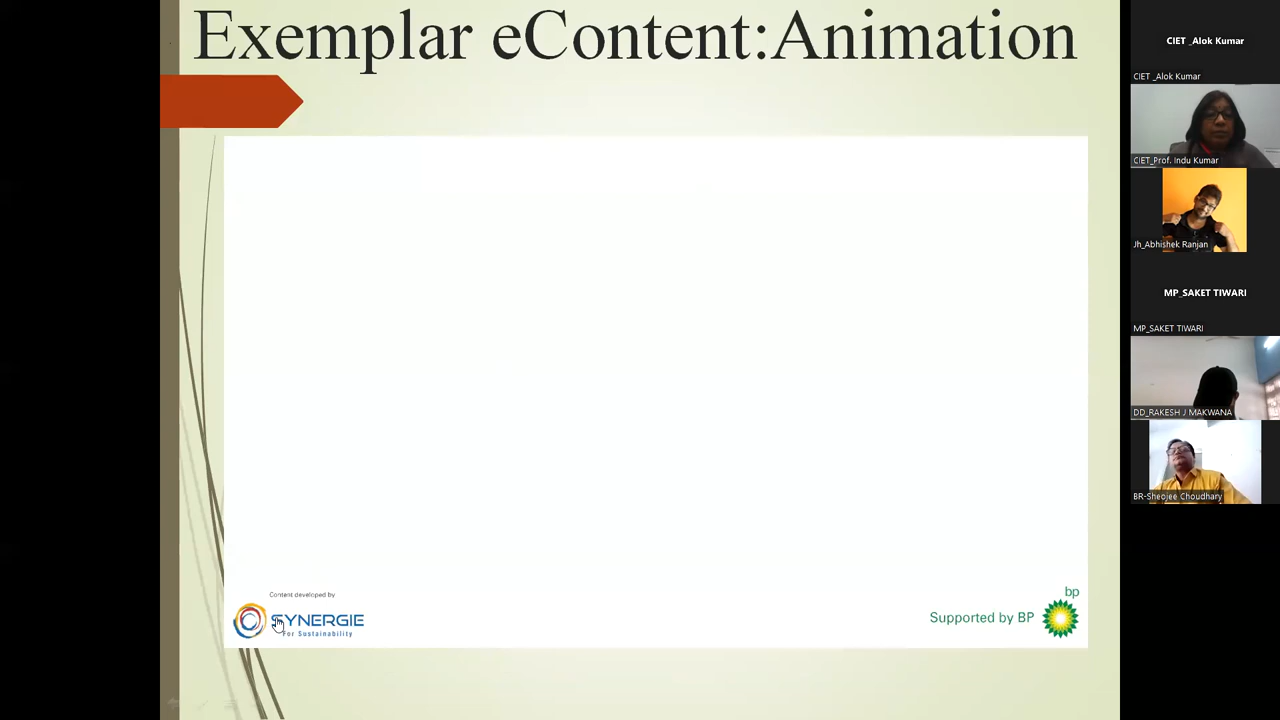 Exemplar eContent:Animation
Content developed by
SYNERGIE
For Sustainability
bp
Supported by BP
CIET _Alok Kumar
CIET _Alok Kumar
CIET_Prof. Indu Kumar
Jh_Abhishek Ranjan
MP_SAKET TIWARI
MP_SAKET TIWARI
DD_RAKESH J MAKWANA
BR-Sheojee Choudhary